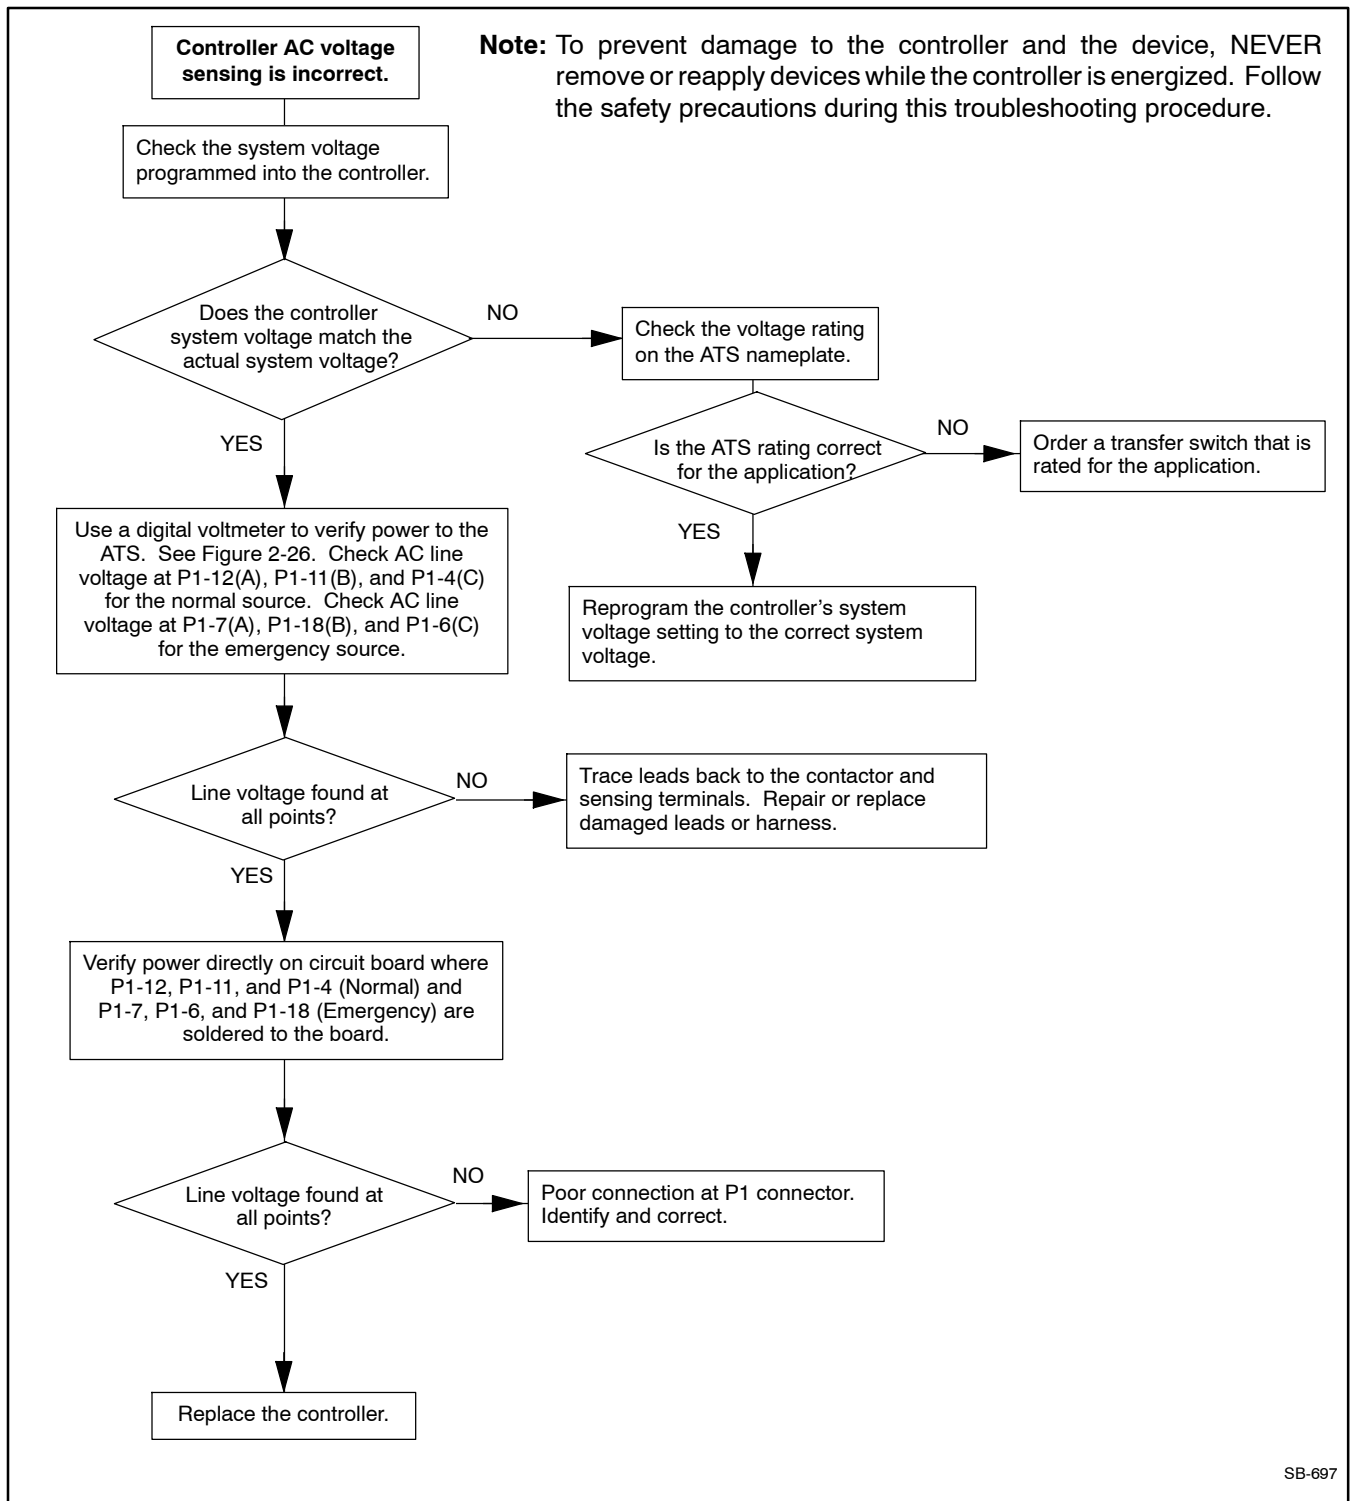 Controller AC voltage
sensing is incorrect.
Note: To prevent damage to the controller and the device, NEVER
remove or reapply devices while the controller is energized. Follow
the safety precautions during this troubleshooting procedure.
Check the system voltage
programmed into the controller.
Does the controller
system voltage match the
actual system voltage?
NO
Check the voltage rating
on the ATS nameplate.
YES
Is the ATS rating correct
for the application?
NO
Order a transfer switch that is
rated for the application.
YES
Reprogram the controller’s system
voltage setting to the correct system
voltage.
Use a digital voltmeter to verify power to the
ATS. See Figure 2-26. Check AC line
voltage at P1-12(A), P1-11(B), and P1-4(C)
for the normal source. Check AC line
voltage at P1-7(A), P1-18(B), and P1-6(C)
for the emergency source.
Line voltage found at
all points?
NO
Trace leads back to the contactor and
sensing terminals. Repair or replace
damaged leads or harness.
YES
Verify power directly on circuit board where
P1-12, P1-11, and P1-4 (Normal) and
P1-7, P1-6, and P1-18 (Emergency) are
soldered to the board.
Line voltage found at
all points?
NO
Poor connection at P1 connector.
Identify and correct.
YES
Replace the controller.
SB-697